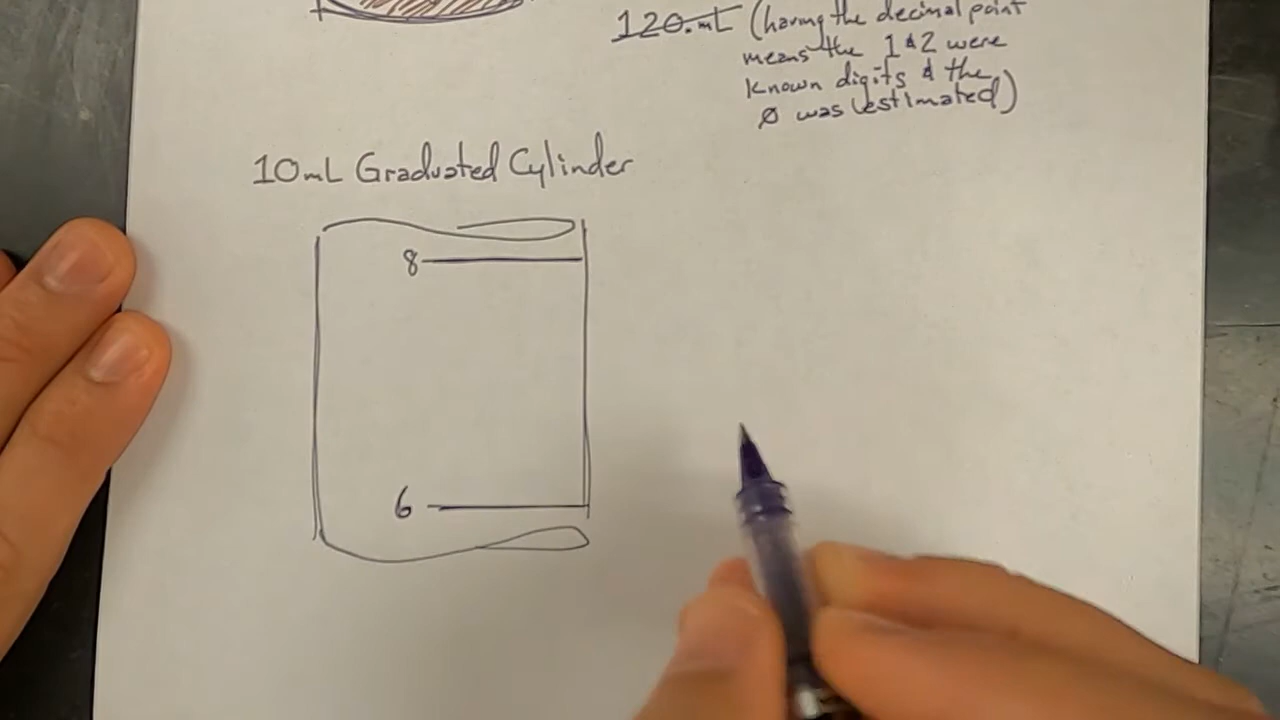 120.mL (having the decimal point
means the 1 & 2 were
known digits & the
0 was estimated)
10mL Graduated Cylinder
8
6